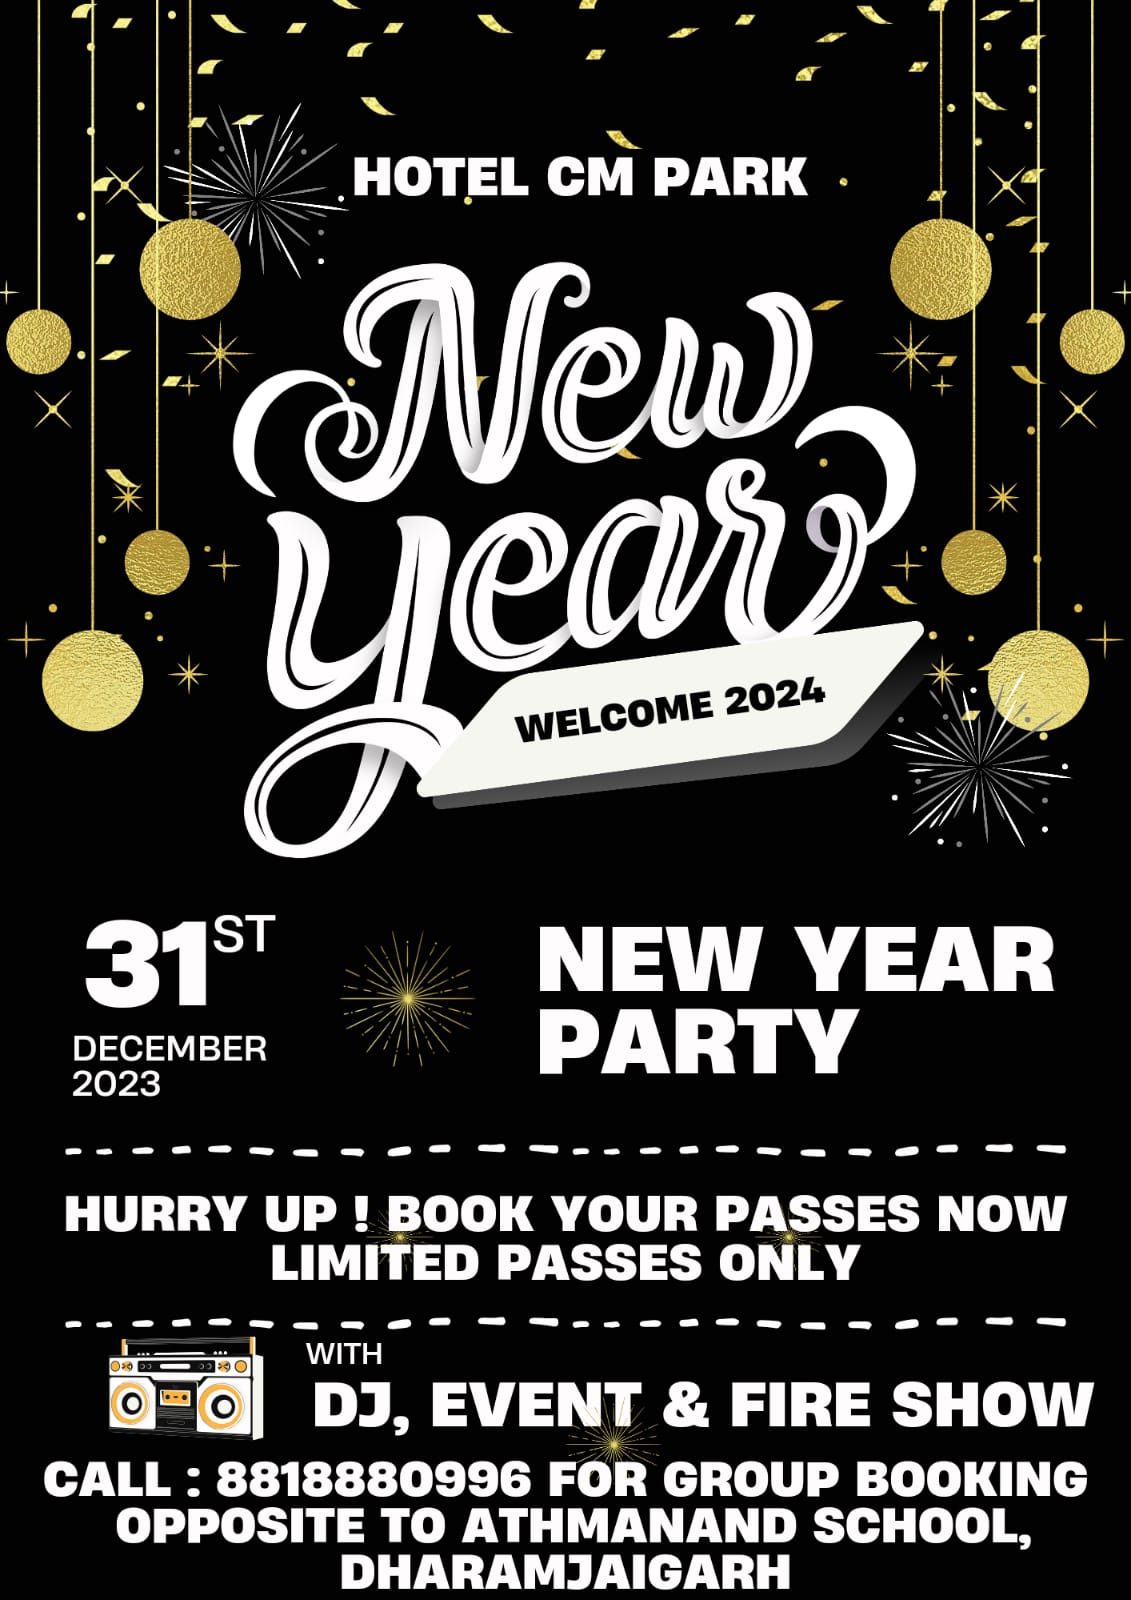 HOTEL CM PARK
New
Year
WELCOME 2024
31ST
DECEMBER
2023
NEW YEAR
PARTY
HURRY UP ! BOOK YOUR PASSES NOW
LIMITED PASSES ONLY
WITH
DJ, EVENT & FIRE SHOW
CALL : 8818880996 FOR GROUP BOOKING
OPPOSITE TO ATHMANAND SCHOOL,
DHARAMJAIGARH